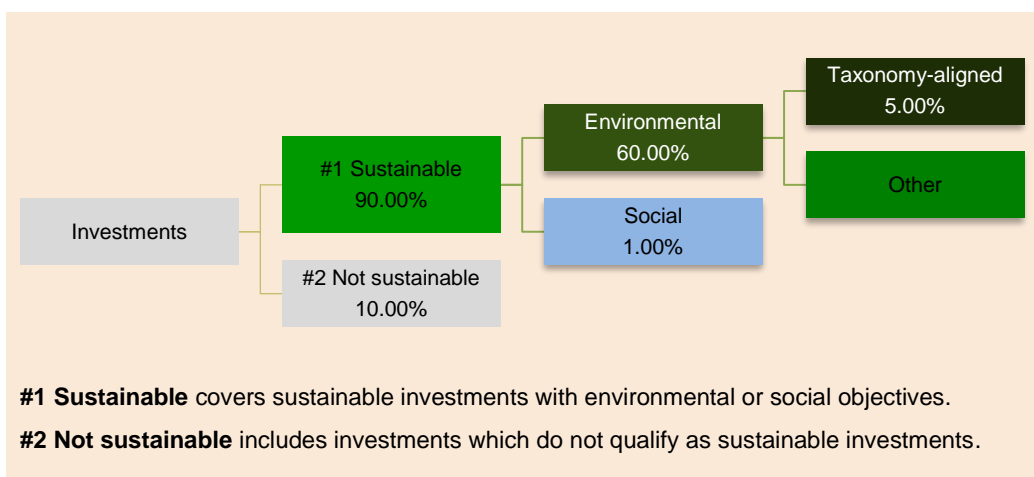 Investments
#1 Sustainable
90.00%
#2 Not sustainable
10.00%
Environmental
60.00%
Social
1.00%
Taxonomy-aligned
5.00%
Other
#1 Sustainable covers sustainable investments with environmental or social objectives.
#2 Not sustainable includes investments which do not qualify as sustainable investments.